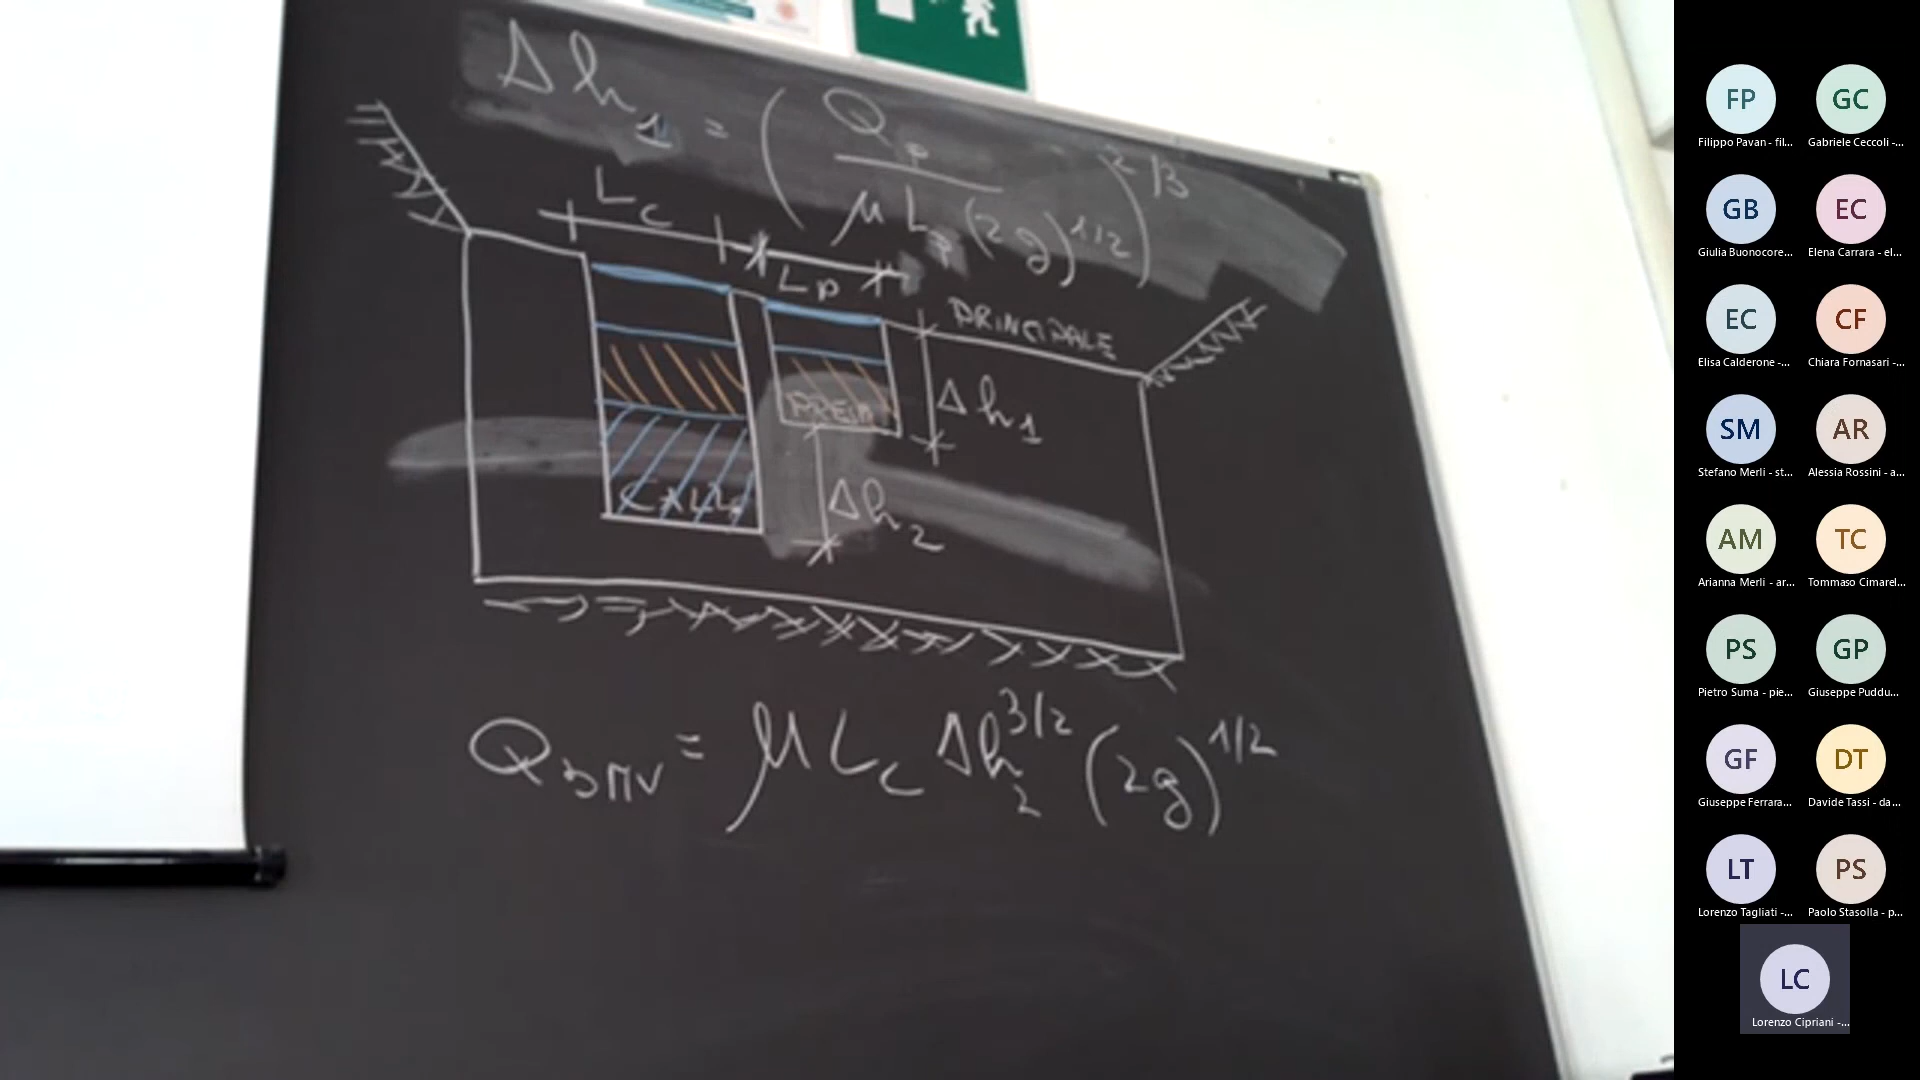 Δh₁ = (Qₚ / μ Lₚ (2g)^1/2)^2/3
Lc
Lp
PRINCIPALE
Δh₁
Δh₂
Q_DMV = μ Lc Δh₂^3/2 (2g)^1/2
FP
GC
Filippo Pavan - fil...
Gabriele Ceccoli -...
GB
EC
Giulia Buonocore...
Elena Carrara - el...
EC
CF
Elisa Calderone -...
Chiara Fornasari -...
SM
AR
Stefano Merli - st...
Alessia Rossini - a...
AM
TC
Arianna Merli - ar...
Tommaso Cimarel...
PS
GP
Pietro Suma - pie...
Giuseppe Puddu...
GF
DT
Giuseppe Ferrara...
Davide Tassi - da...
LT
PS
Lorenzo Tagliati -...
Paolo Stasolla - p...
LC
Lorenzo Cipriani -...